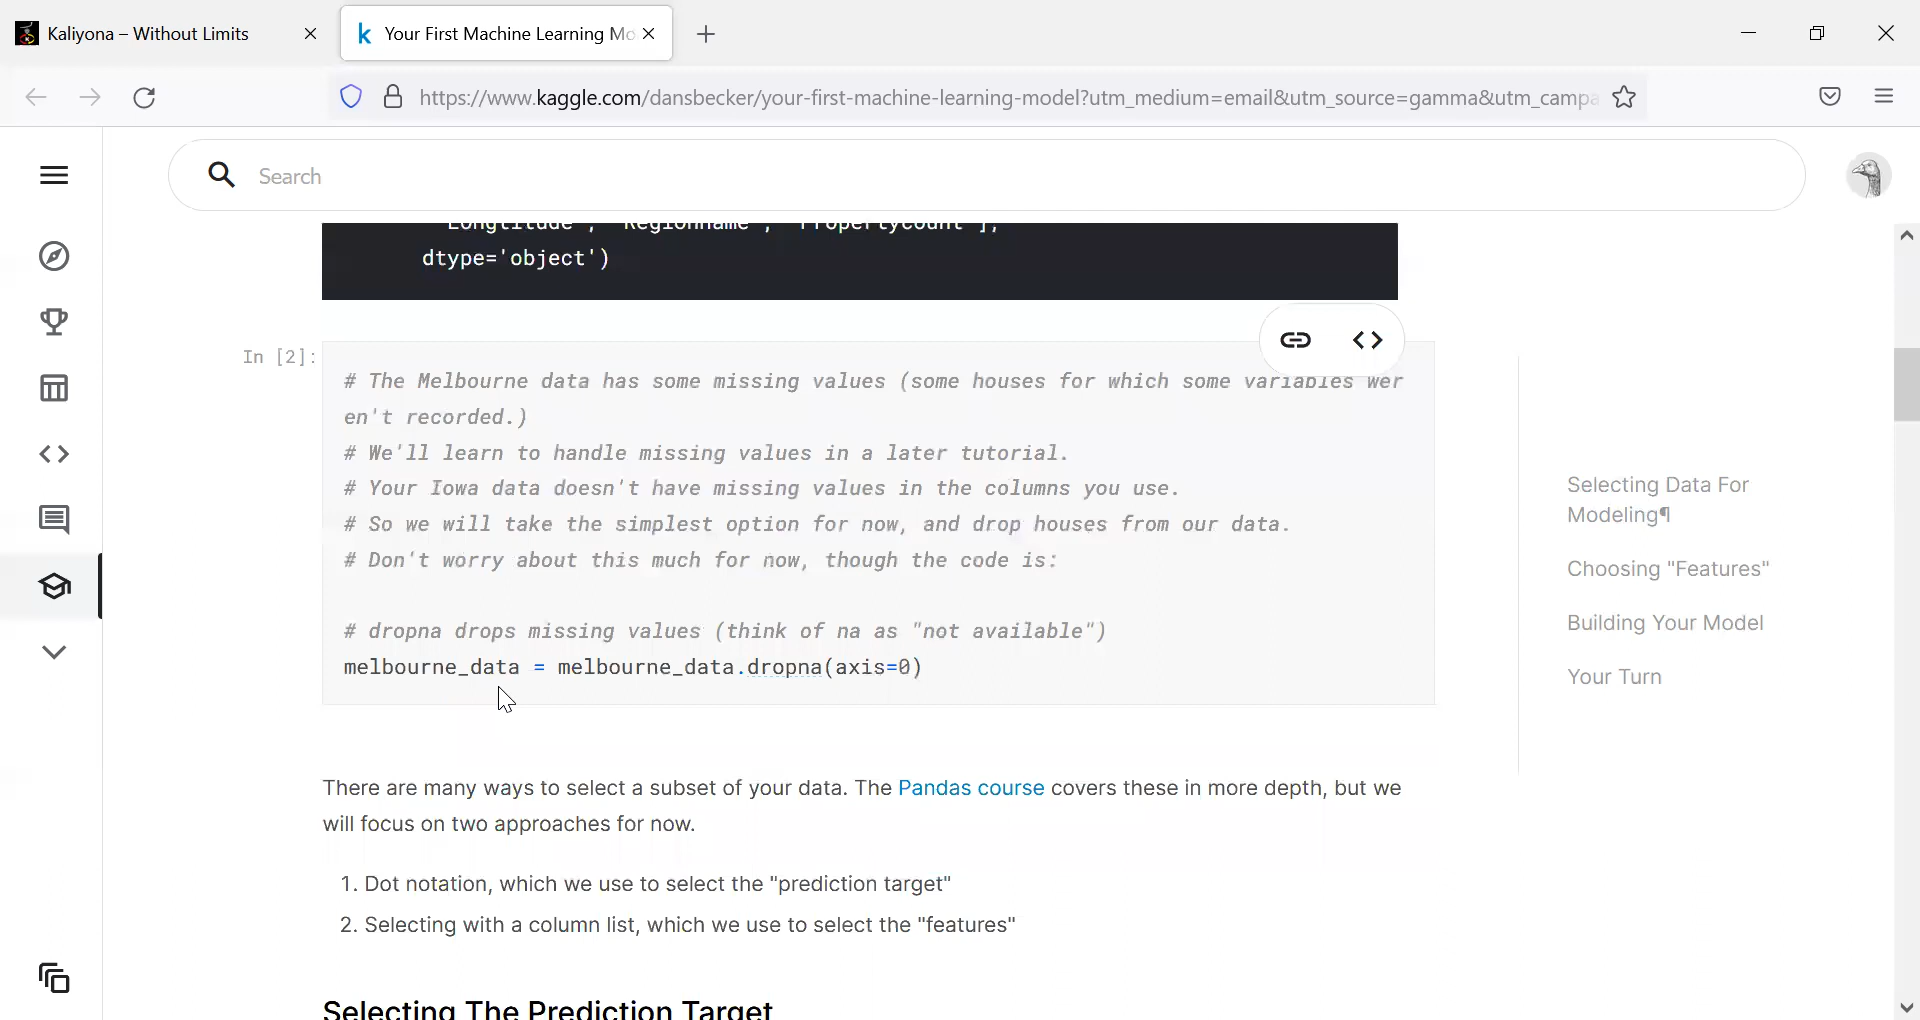 Kaliyona – Without Limits
Your First Machine Learning Mo
https://www.kaggle.com/dansbecker/your-first-machine-learning-model?utm_medium=email&utm_source=gamma&utm_campa
Search
'Longtitude', 'Regionname', 'Propertycount'],
dtype='object')
In [2]:
# The Melbourne data has some missing values (some houses for which some variables wer
en't recorded.)
# We'll learn to handle missing values in a later tutorial.
# Your Iowa data doesn't have missing values in the columns you use.
# So we will take the simplest option for now, and drop houses from our data.
# Don't worry about this much for now, though the code is:
# dropna drops missing values (think of na as "not available")
melbourne_data = melbourne_data.dropna(axis=0)
There are many ways to select a subset of your data. The Pandas course covers these in more depth, but we
will focus on two approaches for now.
1. Dot notation, which we use to select the "prediction target"
2. Selecting with a column list, which we use to select the "features"
Selecting The Prediction Target
Selecting Data For
Modeling¶
Choosing "Features"
Building Your Model
Your Turn